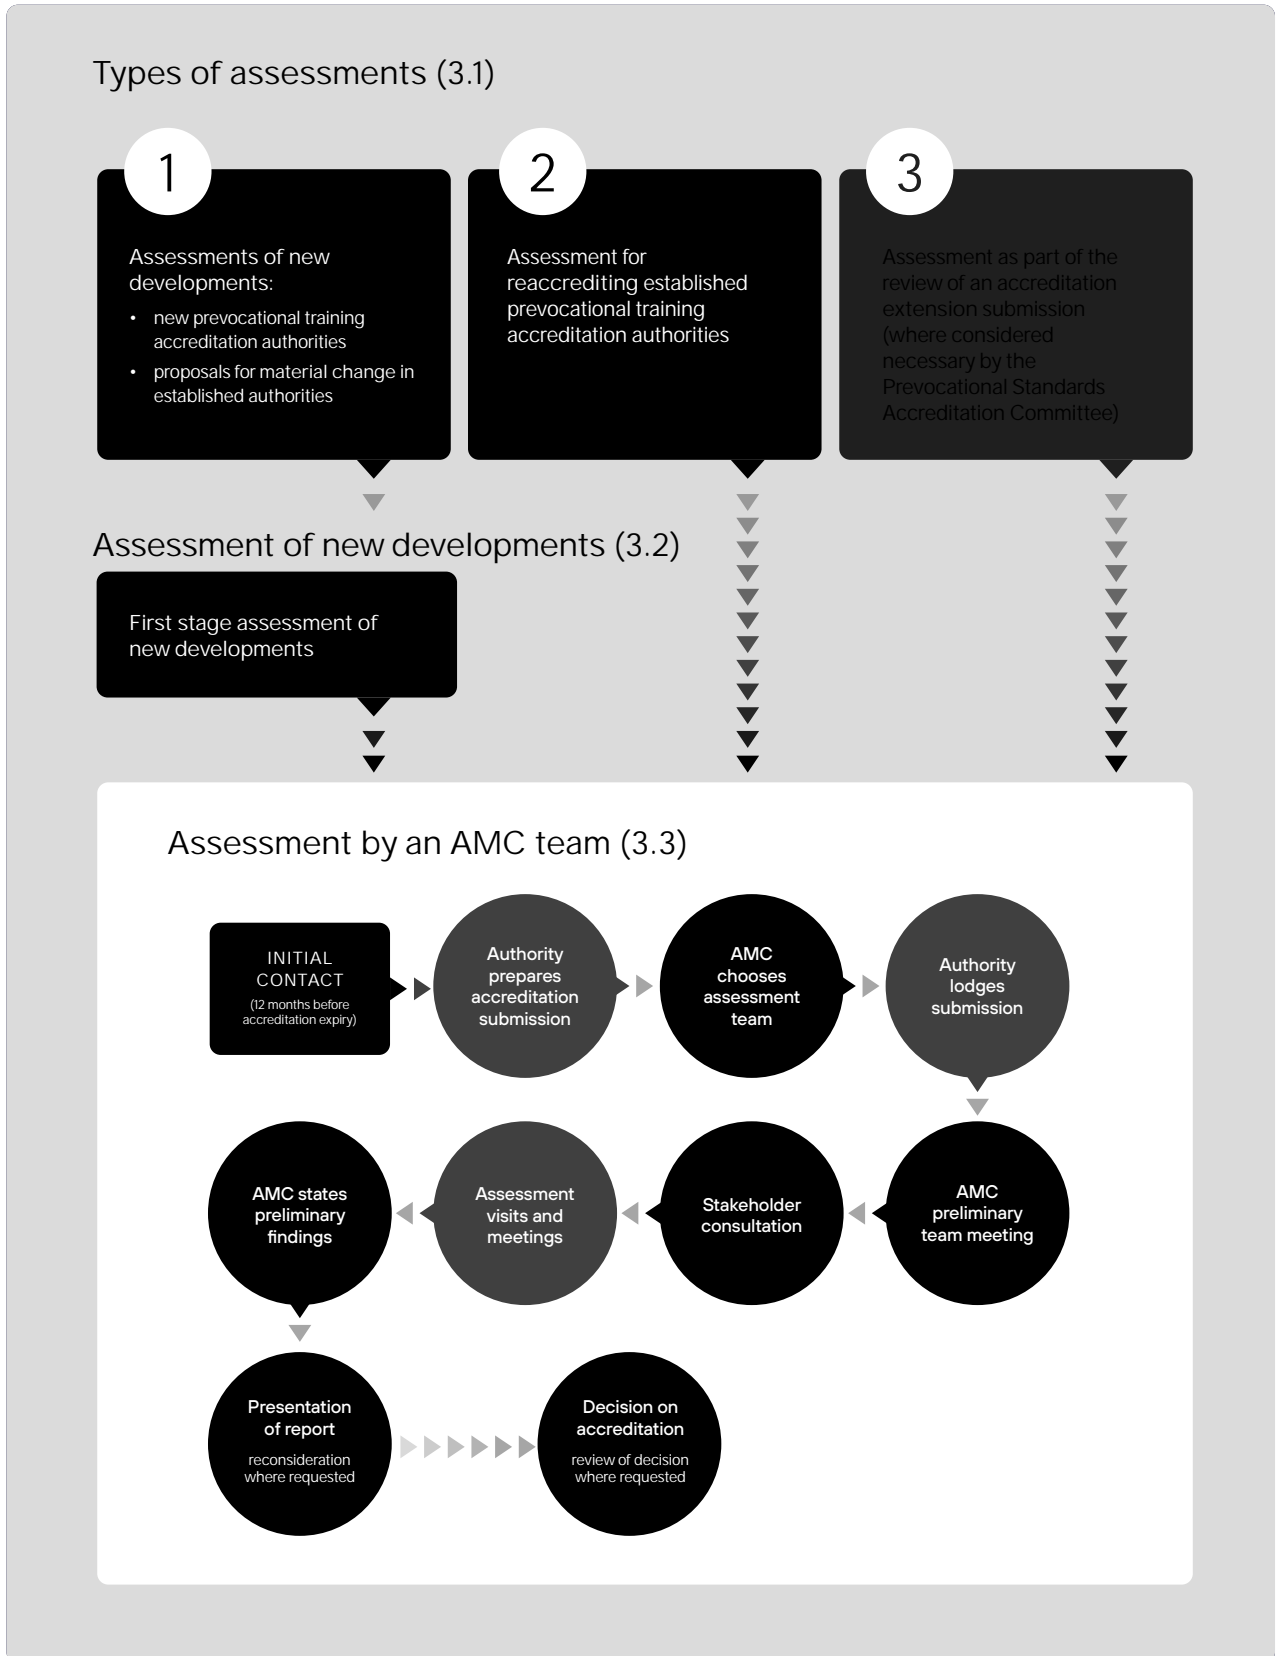 Types of assessments (3.1)
1
Assessments of new
developments:
• new prevocational training
accreditation authorities
• proposals for material change in
established authorities
2
Assessment for
reaccrediting established
prevocational training
accreditation authorities
3
Assessment as part of the
review of an accreditation
extension submission
(where considered
necessary by the
Prevocational Standards
Accreditation Committee)
Assessment of new developments (3.2)
First stage assessment of
new developments
Assessment by an AMC team (3.3)
INITIAL
CONTACT
(12 months before
accreditation expiry)
Authority
prepares
accreditation
submission
AMC
chooses
assessment
team
Authority
lodges
submission
AMC
preliminary
team meeting
Stakeholder
consultation
Assessment
visits and
meetings
AMC states
preliminary
findings
Presentation
of report
reconsideration
where requested
Decision on
accreditation
review of decision
where requested